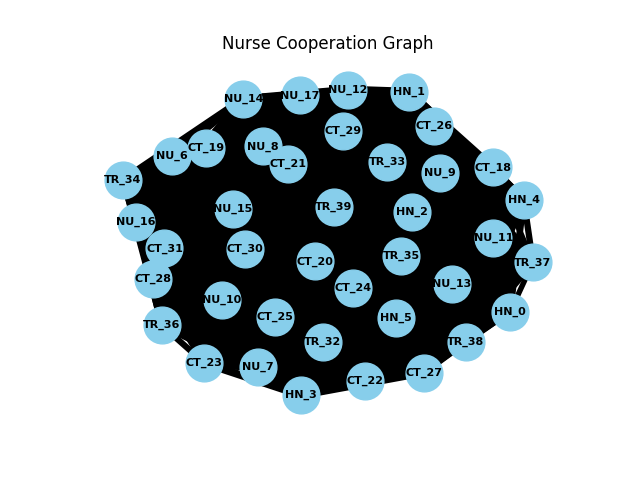 Nurse Cooperation Graph
NU_12
HN_1
NU_17
NU_14
CT_26
CT_29
NU_8
CT_19
NU_6
CT_21
TR_33
CT_18
NU_9
TR_34
HN_4
TR_39
NU_15
HN_2
NU_16
NU_11
CT_31
CT_30
TR_35
CT_20
TR_37
CT_28
NU_13
CT_24
NU_10
HN_0
CT_25
HN_5
TR_36
TR_32
TR_38
CT_23
NU_7
CT_27
CT_22
HN_3